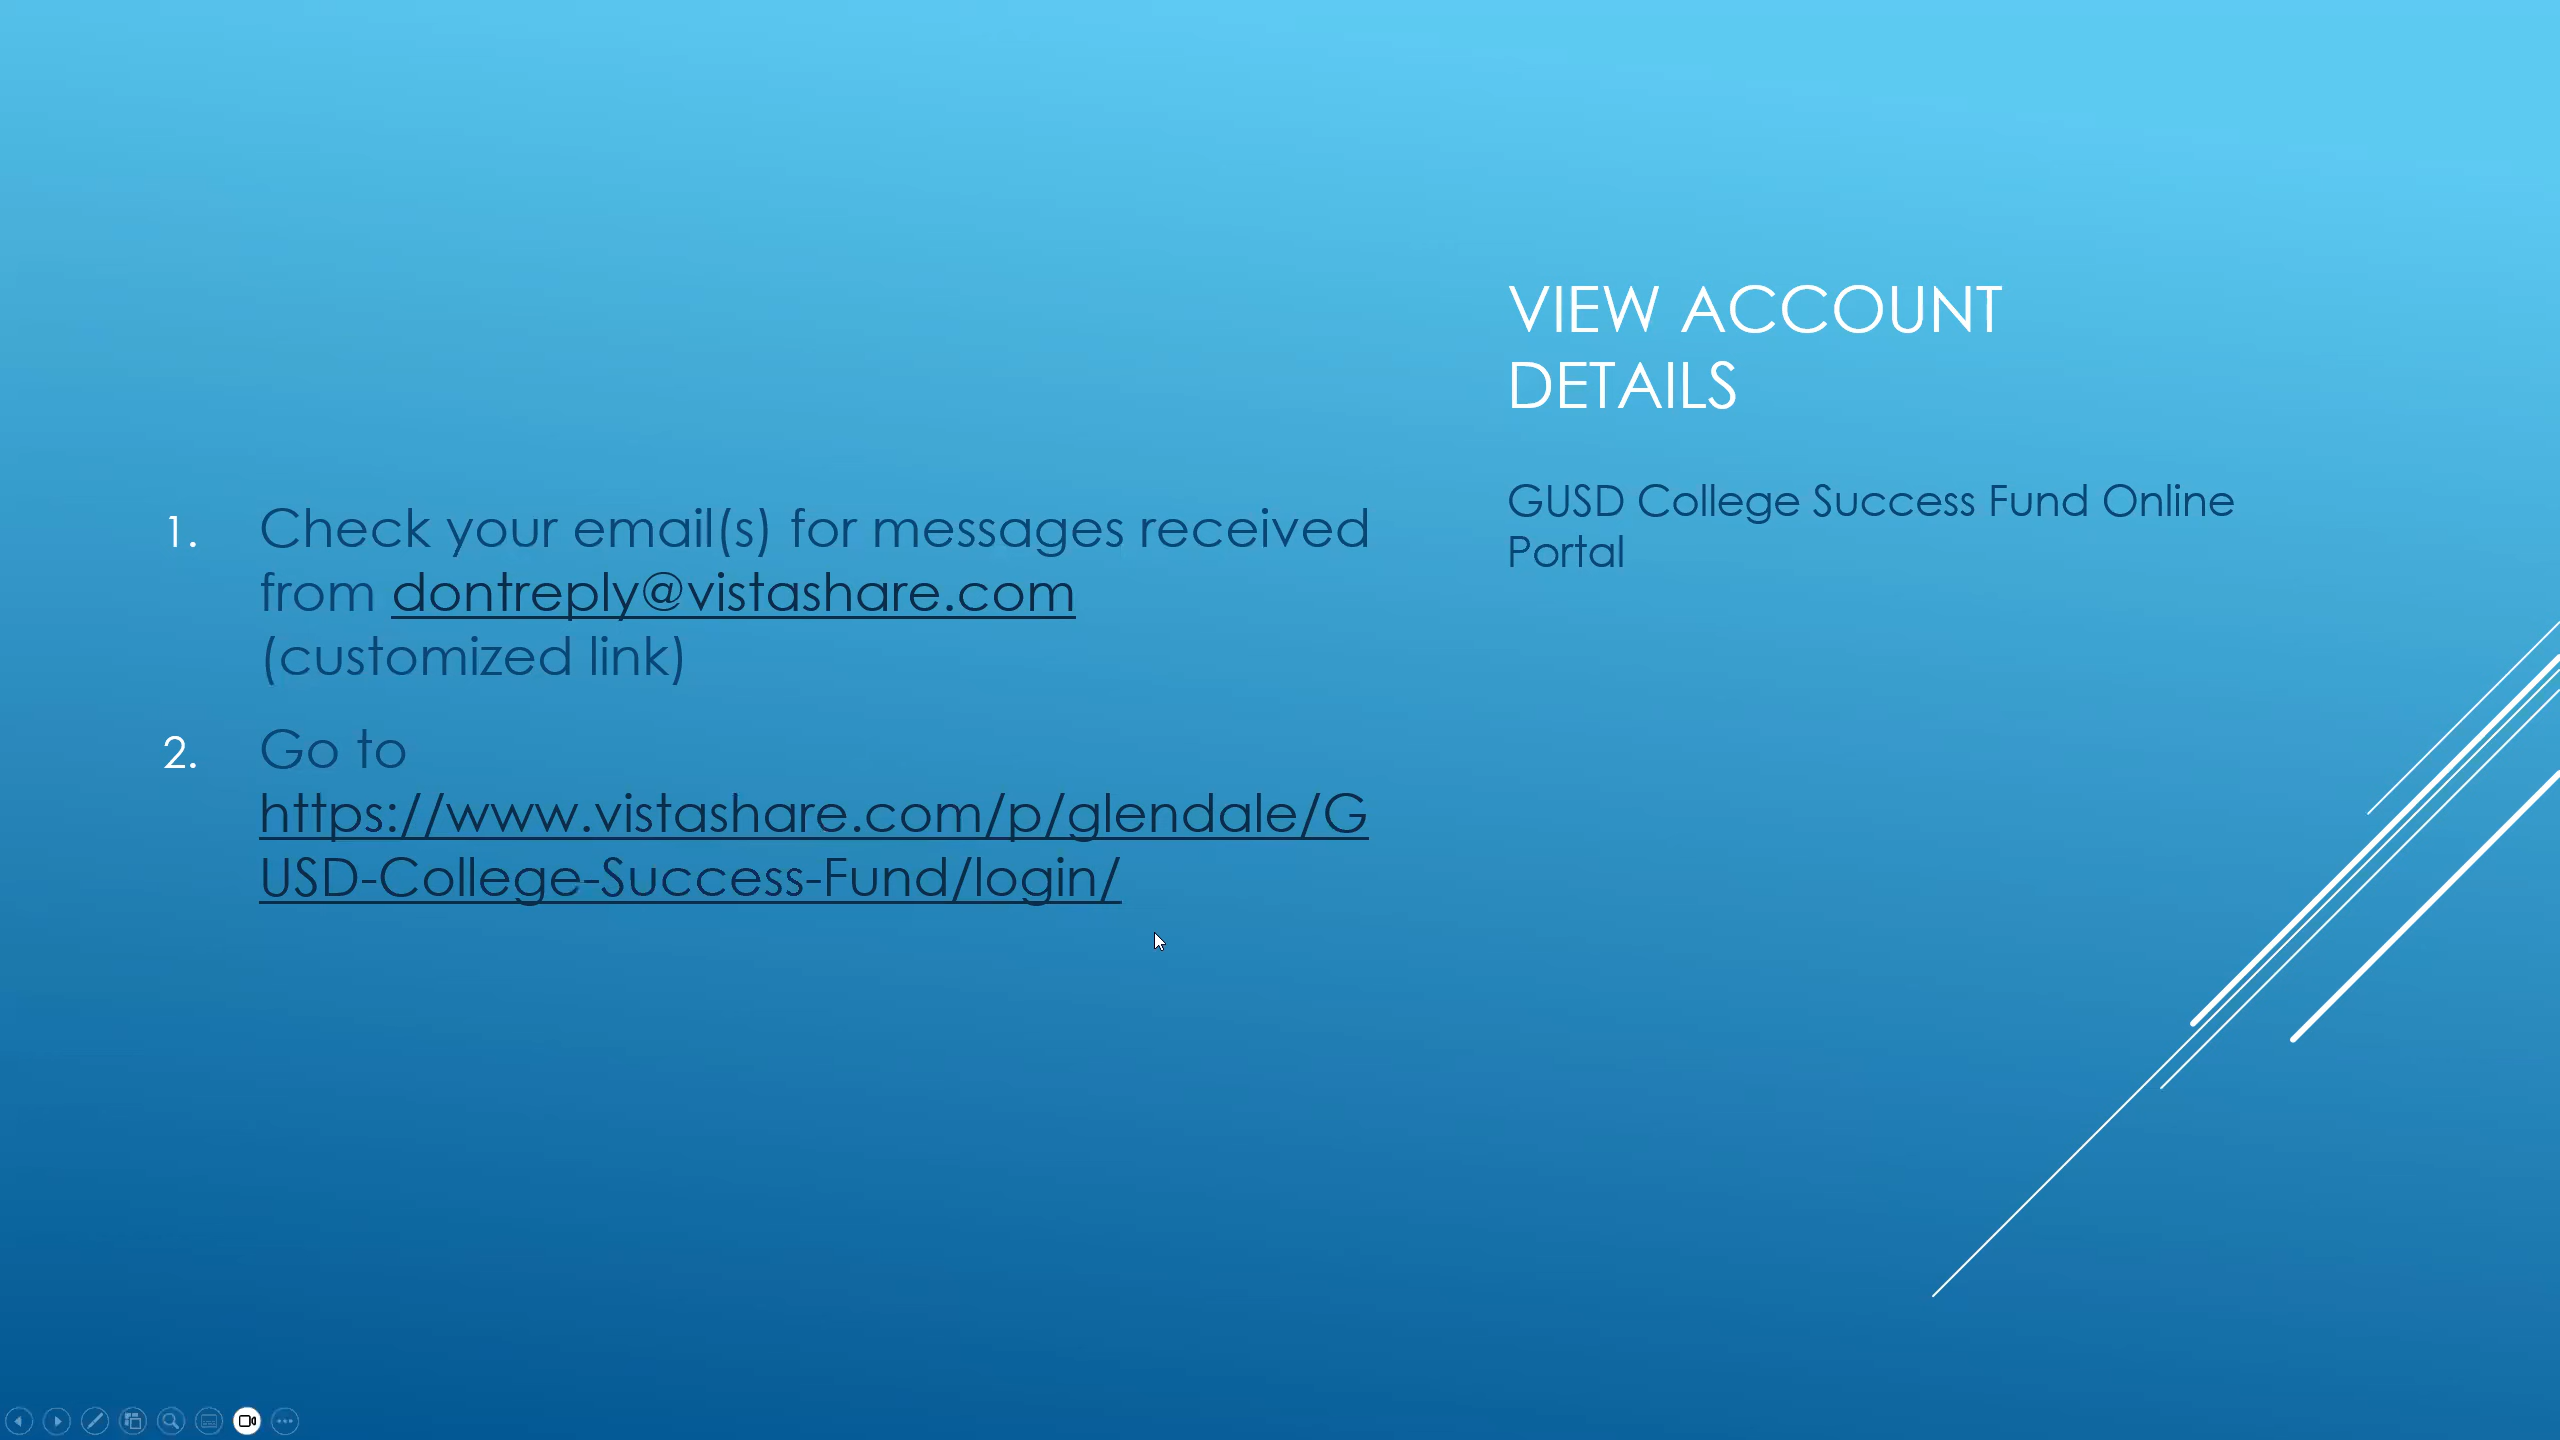 VIEW ACCOUNT
DETAILS
GUSD College Success Fund Online
Portal
1. Check your email(s) for messages received
from dontreply@vistashare.com
(customized link)
2. Go to
https://www.vistashare.com/p/glendale/G
USD-College-Success-Fund/login/